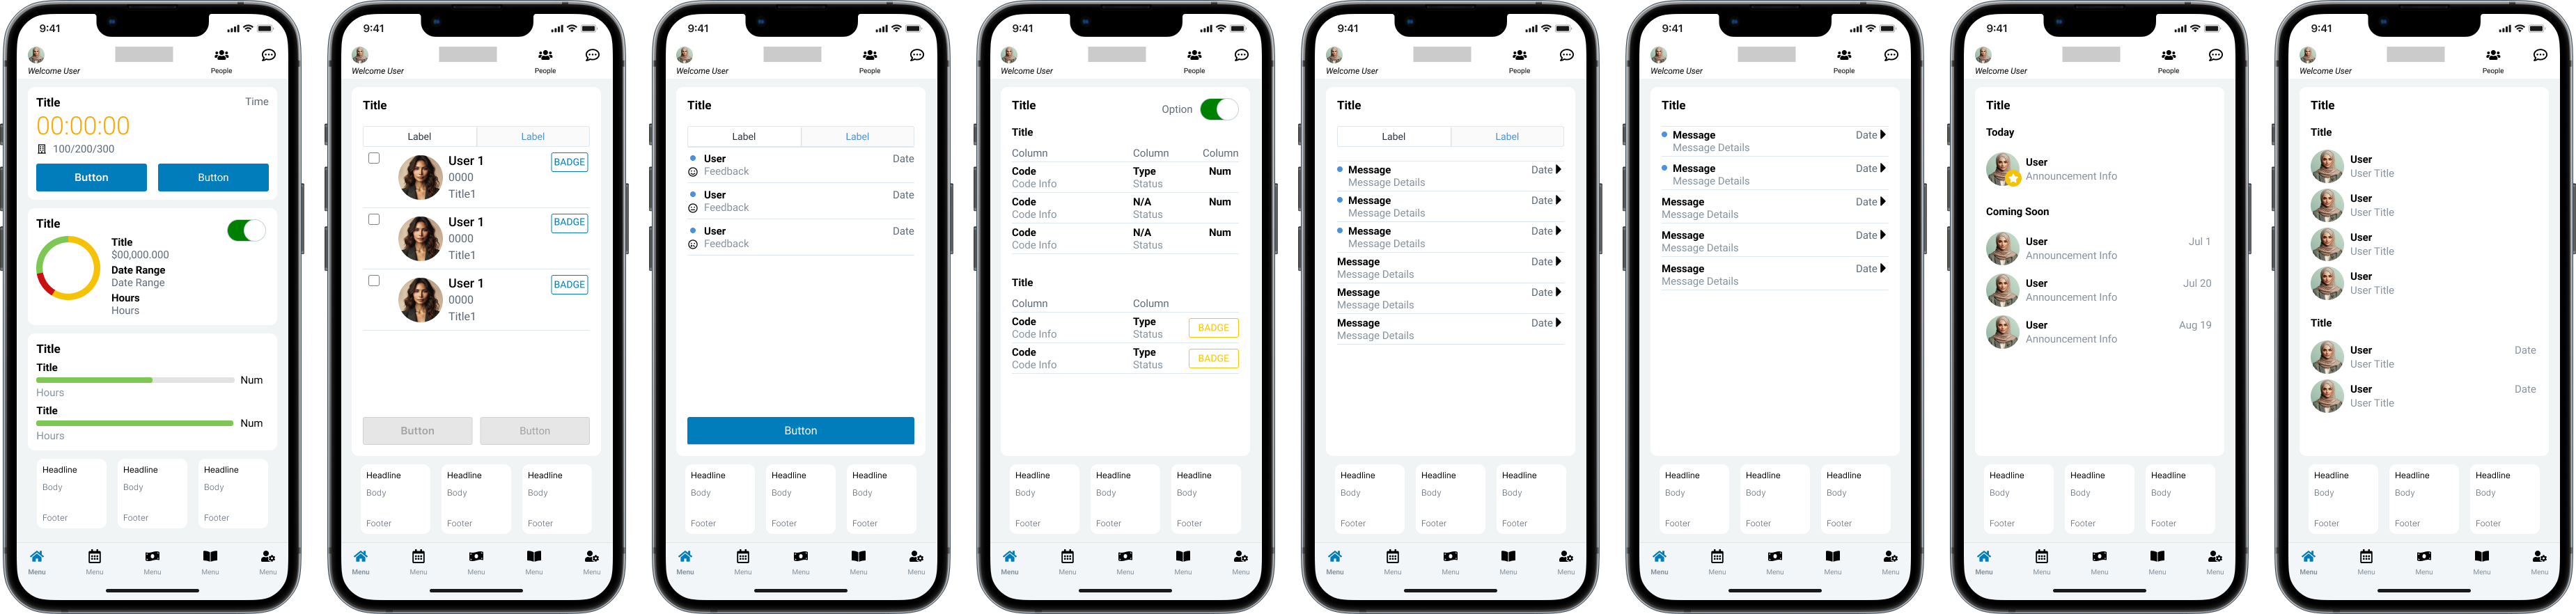 9:41
Welcome User
People
Title
Time
00:00:00
100/200/300
Button Button
Title
Title
$00,000.000
Date Range
Date Range
Hours
Hours
Title
Title
Num
Hours
Title
Num
Hours
Headline Headline Headline
Body Body Body
Footer Footer Footer
Menu Menu Menu Menu Menu
9:41
Welcome User
People
Title
Label Label
User 1 BADGE
0000
Title1
User 1 BADGE
0000
Title1
User 1 BADGE
0000
Title1
Button Button
Headline Headline Headline
Body Body Body
Footer Footer Footer
Menu Menu Menu Menu Menu
9:41
Welcome User
People
Title
Label Label
User Date
Feedback
User Date
Feedback
User Date
Feedback
Button
Headline Headline Headline
Body Body Body
Footer Footer Footer
Menu Menu Menu Menu Menu
9:41
Welcome User
People
Title Option
Title
Column Column Column
Code Type Num
Code Info Status
Code N/A Num
Code Info Status
Code N/A Num
Code Info Status
Title
Column Column
Code Type BADGE
Code Info Status
Code Type BADGE
Code Info Status
Headline Headline Headline
Body Body Body
Footer Footer Footer
Menu Menu Menu Menu Menu
9:41
Welcome User
People
Title
Label Label
Message Date
Message Details
Message Date
Message Details
Message Date
Message Details
Message Date
Message Details
Message Date
Message Details
Message Date
Message Details
Headline Headline Headline
Body Body Body
Footer Footer Footer
Menu Menu Menu Menu Menu
9:41
Welcome User
People
Title
Message Date
Message Details
Message Date
Message Details
Message Date
Message Details
Message Date
Message Details
Message Date
Message Details
Headline Headline Headline
Body Body Body
Footer Footer Footer
Menu Menu Menu Menu Menu
9:41
Welcome User
People
Title
Today
User
Announcement Info
Coming Soon
User Jul 1
Announcement Info
User Jul 20
Announcement Info
User Aug 19
Announcement Info
Headline Headline Headline
Body Body Body
Footer Footer Footer
Menu Menu Menu Menu Menu
9:41
Welcome User
People
Title
Title
User
User Title
User
User Title
User
User Title
User
User Title
Title
User Date
User Title
User Date
User Title
Headline Headline Headline
Body Body Body
Footer Footer Footer
Menu Menu Menu Menu Menu